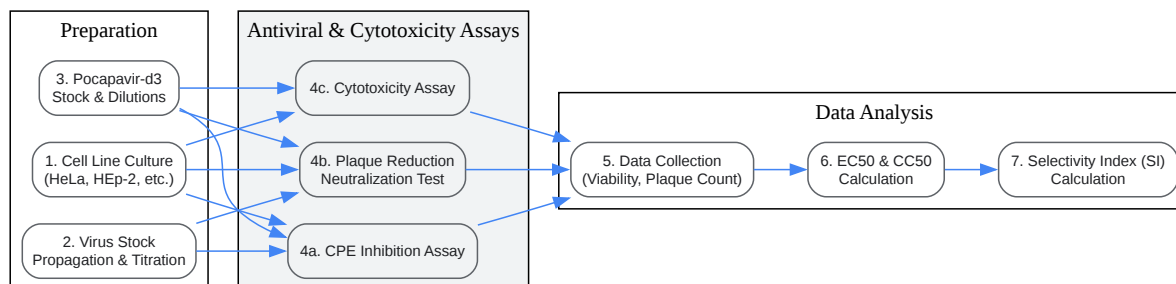 Preparation
3. Pocapavir-d3
Stock & Dilutions
1. Cell Line Culture
(HeLa, HEp-2, etc.)
2. Virus Stock
Propagation & Titration
Antiviral & Cytotoxicity Assays
4c. Cytotoxicity Assay
4b. Plaque Reduction
Neutralization Test
4a. CPE Inhibition Assay
Data Analysis
5. Data Collection
(Viability, Plaque Count)
6. EC50 & CC50
Calculation
7. Selectivity Index (SI)
Calculation